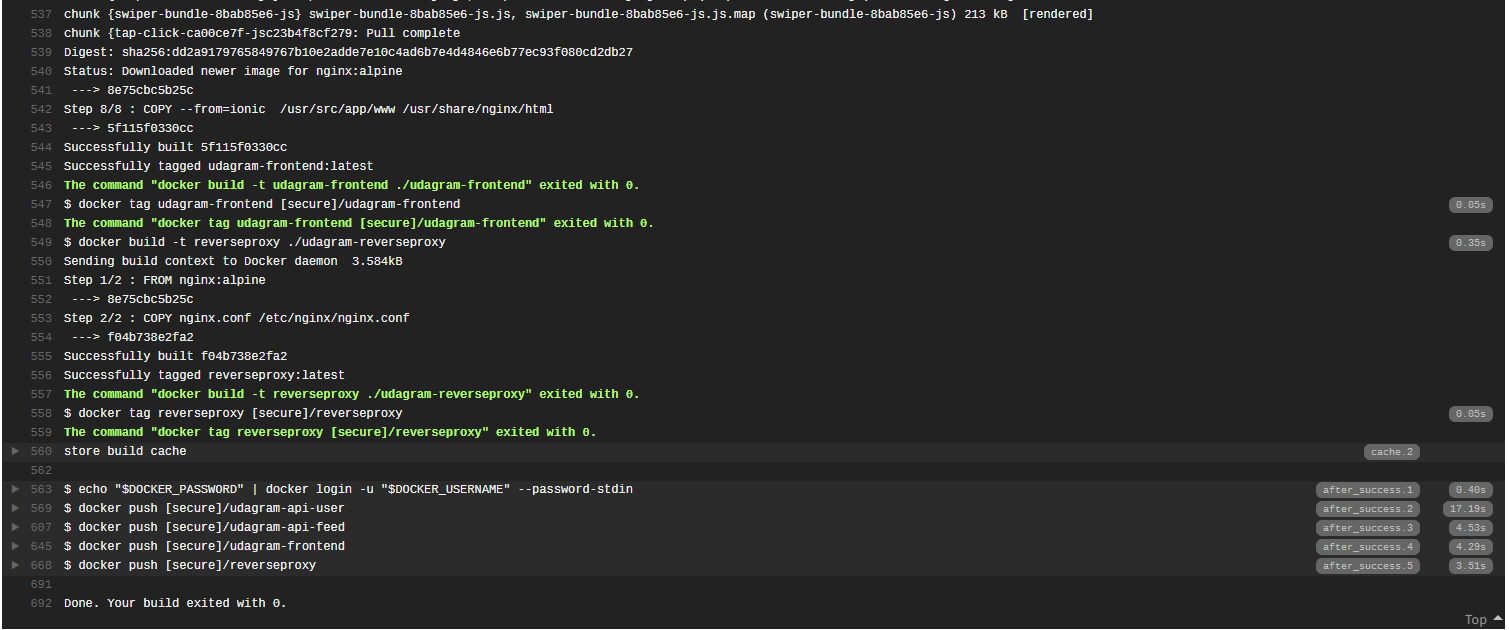 537 chunk {swiper-bundle-8bab85e6-js} swiper-bundle-8bab85e6-js.js, swiper-bundle-8bab85e6-js.js.map (swiper-bundle-8bab85e6-js) 213 kB [rendered]
538 chunk {tap-click-ca00ce7f-jsc23b4f8cf279: Pull complete
539 Digest: sha256:dd2a9179765849767b10e2adde7e10c4ad6b7e4d4846e6b77ec93f080cd2db27
540 Status: Downloaded newer image for nginx:alpine
541 ---> 8e75cbc5b25c
542 Step 8/8 : COPY --from=ionic  /usr/src/app/www /usr/share/nginx/html
543 ---> 5f115f0330cc
544 Successfully built 5f115f0330cc
545 Successfully tagged udagram-frontend:latest
546 The command "docker build -t udagram-frontend ./udagram-frontend" exited with 0.
547 $ docker tag udagram-frontend [secure]/udagram-frontend 0.05s
548 The command "docker tag udagram-frontend [secure]/udagram-frontend" exited with 0.
549 $ docker build -t reverseproxy ./udagram-reverseproxy 0.35s
550 Sending build context to Docker daemon  3.584kB
551 Step 1/2 : FROM nginx:alpine
552 ---> 8e75cbc5b25c
553 Step 2/2 : COPY nginx.conf /etc/nginx/nginx.conf
554 ---> f04b738e2fa2
555 Successfully built f04b738e2fa2
556 Successfully tagged reverseproxy:latest
557 The command "docker build -t reverseproxy ./udagram-reverseproxy" exited with 0.
558 $ docker tag reverseproxy [secure]/reverseproxy 0.05s
559 The command "docker tag reverseproxy [secure]/reverseproxy" exited with 0.
560 store build cache cache.2
562
563 $ echo "$DOCKER_PASSWORD" | docker login -u "$DOCKER_USERNAME" --password-stdin after_success.1 0.40s
569 $ docker push [secure]/udagram-api-user after_success.2 17.19s
607 $ docker push [secure]/udagram-api-feed after_success.3 4.53s
645 $ docker push [secure]/udagram-frontend after_success.4 4.29s
668 $ docker push [secure]/reverseproxy after_success.5 3.51s
691
692 Done. Your build exited with 0.
Top